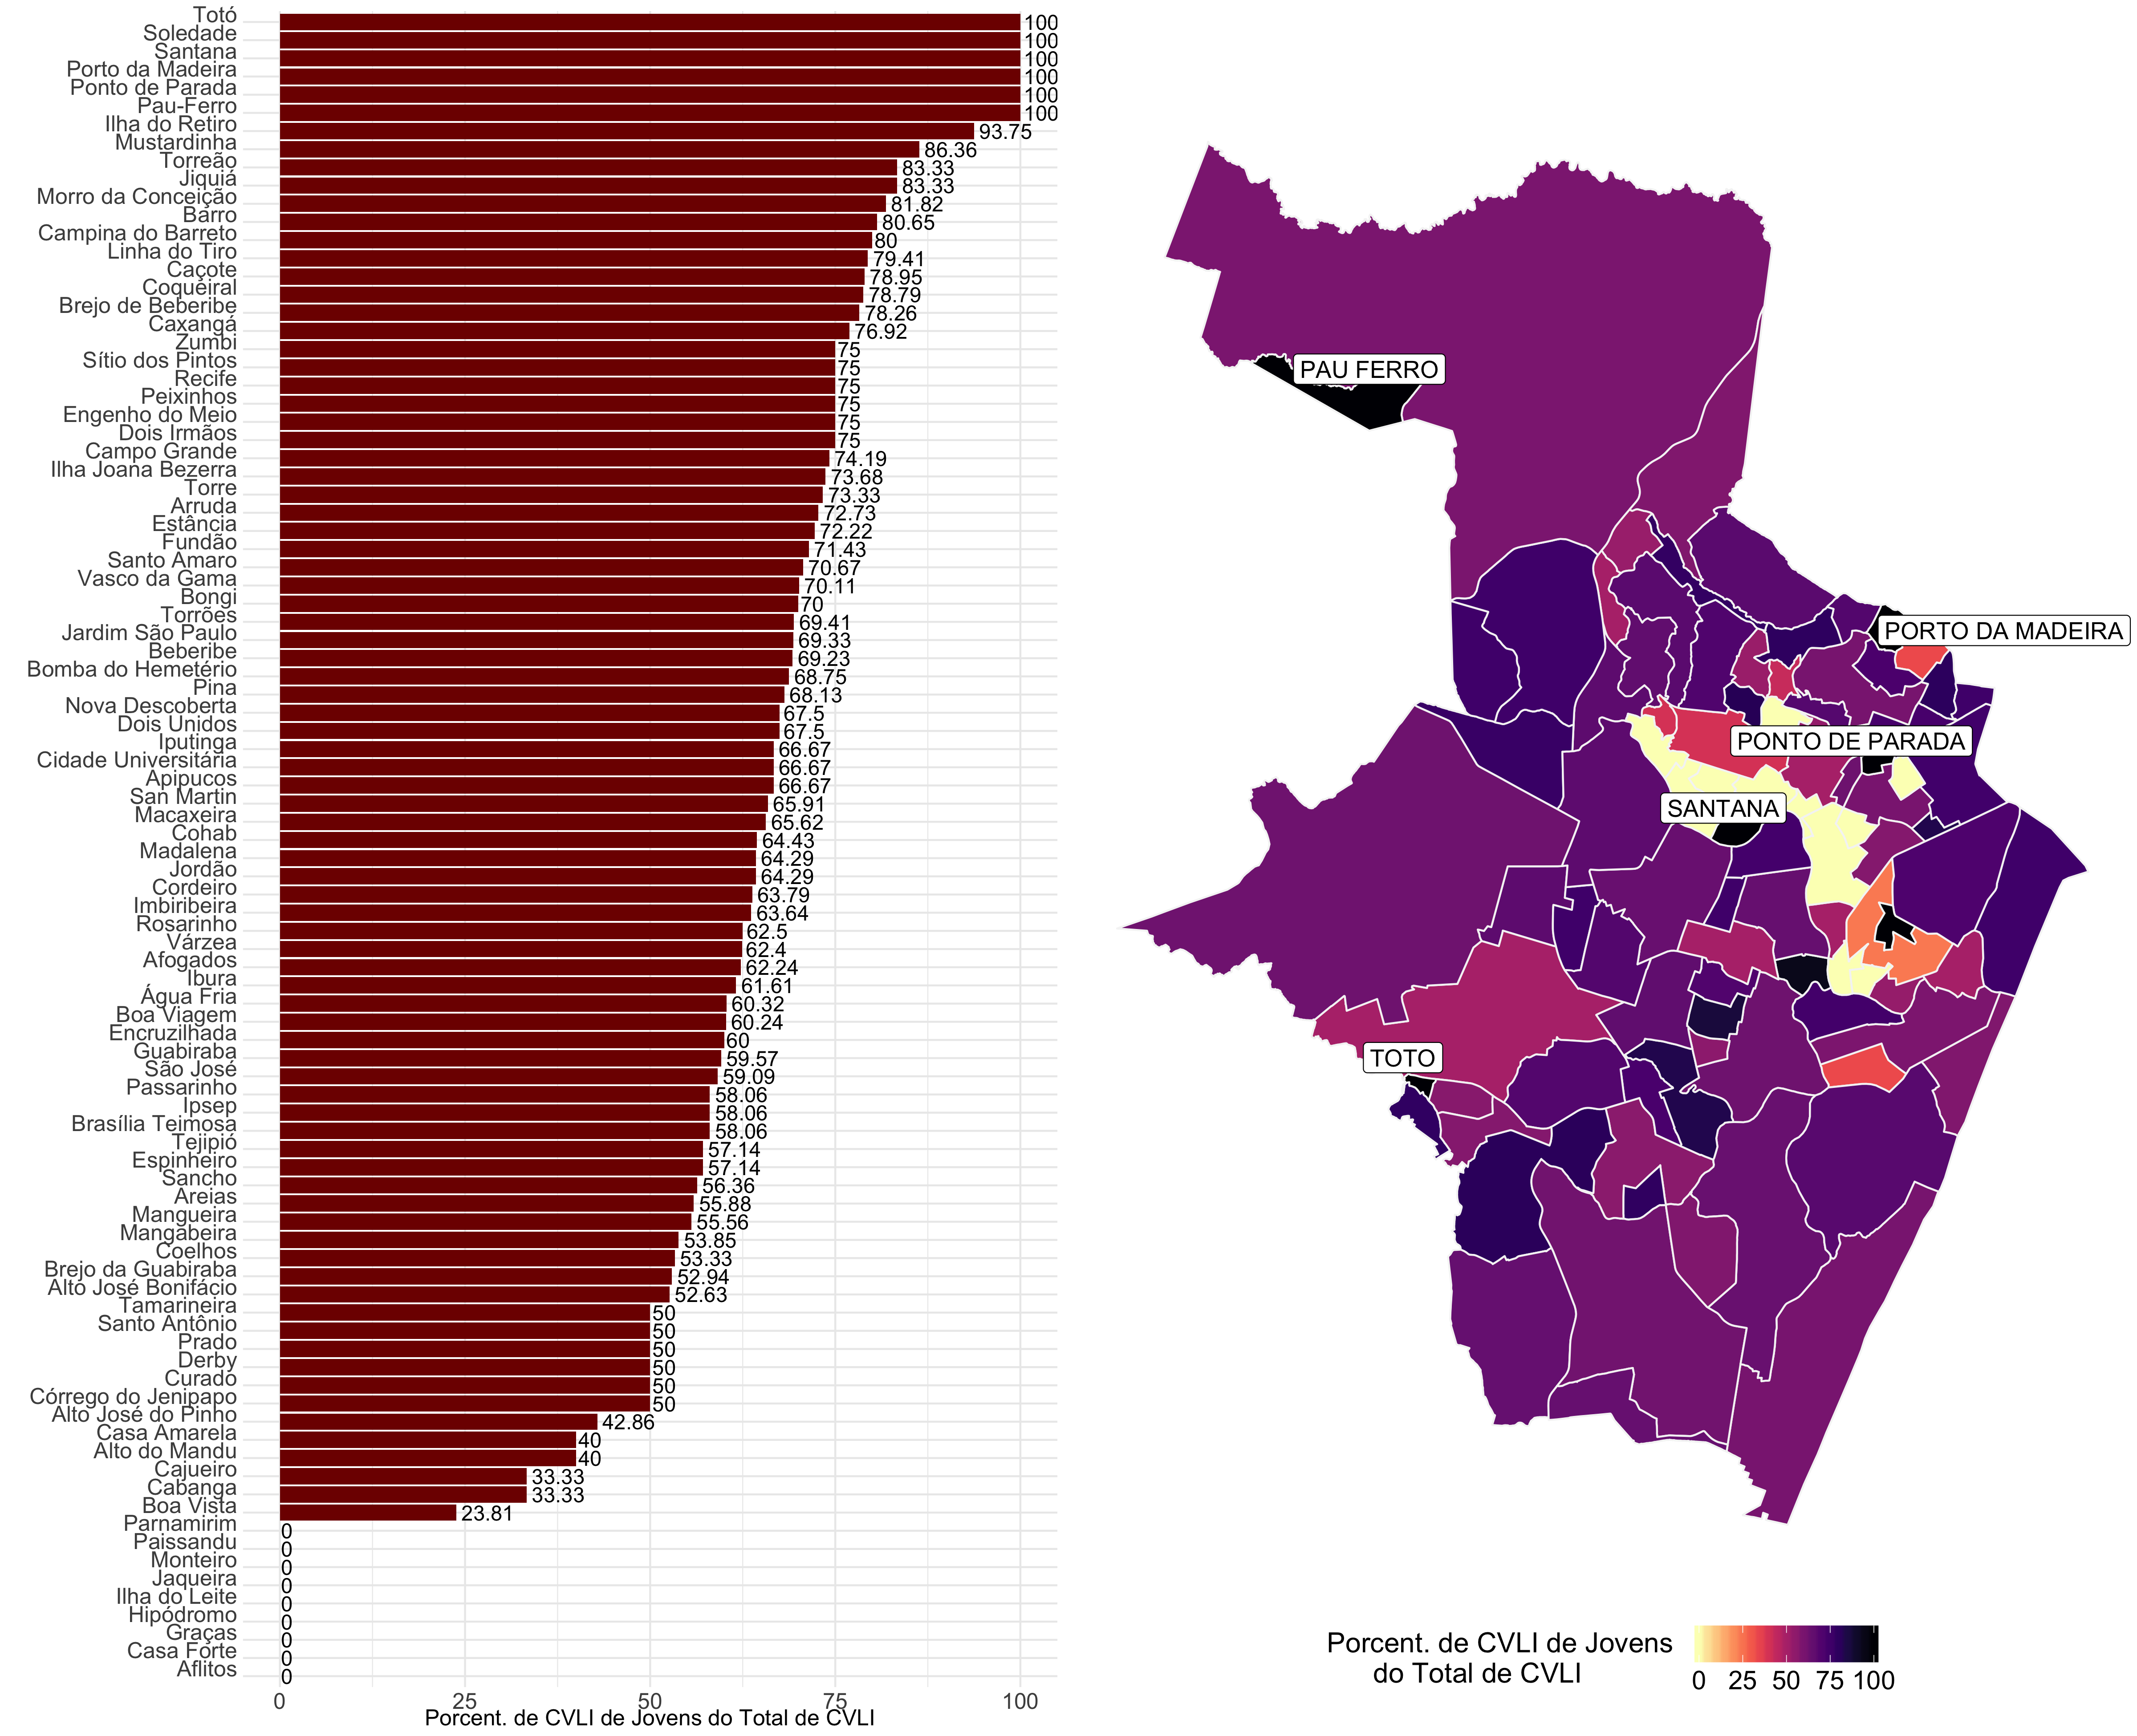 Totó 100
Soledade 100
Santana 100
Porto da Madeira 100
Ponto de Parada 100
Pau-Ferro 100
Ilha do Retiro 93.75
Mustardinha 86.36
Torreão 83.33
Jiquiá 83.33
Morro da Conceição 81.82
Barro 80.65
Campina do Barreto 80
Linha do Tiro 79.41
Caçote 78.95
Coqueiral 78.79
Brejo de Beberibe 78.26
Caxangá 76.92
Zumbi 75
Sítio dos Pintos 75
Recife 75
Peixinhos 75
Engenho do Meio 75
Dois Irmãos 75
Campo Grande 74.19
Ilha Joana Bezerra 73.68
Torre 73.33
Arruda 72.73
Estância 72.22
Fundão 71.43
Santo Amaro 70.67
Vasco da Gama 70.11
Bongi 70
Torrões 69.41
Jardim São Paulo 69.33
Beberibe 69.23
Bomba do Hemetério 68.75
Pina 68.13
Nova Descoberta 67.5
Dois Unidos 67.5
Iputinga 66.67
Cidade Universitária 66.67
Apipucos 66.67
San Martin 65.91
Macaxeira 65.62
Cohab 64.43
Madalena 64.29
Jordão 64.29
Cordeiro 63.79
Imbiribeira 63.64
Rosarinho 62.5
Várzea 62.4
Afogados 62.24
Ibura 61.61
Água Fria 60.32
Boa Viagem 60.24
Encruzilhada 60
Guabiraba 59.57
São José 59.09
Passarinho 58.06
Ipsep 58.06
Brasília Teimosa 58.06
Tejipió 57.14
Espinheiro 57.14
Sancho 56.36
Areias 55.88
Mangueira 55.56
Mangabeira 53.85
Coelhos 53.33
Brejo da Guabiraba 52.94
Alto José Bonifácio 52.63
Tamarineira 50
Santo Antônio 50
Prado 50
Derby 50
Curado 50
Córrego do Jenipapo 50
Alto José do Pinho 42.86
Casa Amarela 40
Alto do Mandu 40
Cajueiro 33.33
Cabanga 33.33
Boa Vista 23.81
Parnamirim 0
Paissandu 0
Monteiro 0
Jaqueira 0
Ilha do Leite 0
Hipódromo 0
Graças 0
Casa Forte 0
Aflitos 0
0 25 50 75 100
Porcent. de CVLI de Jovens do Total de CVLI
PAU FERRO
PORTO DA MADEIRA
PONTO DE PARADA
SANTANA
TOTO
Porcent. de CVLI de Jovens
do Total de CVLI
0 25 50 75 100